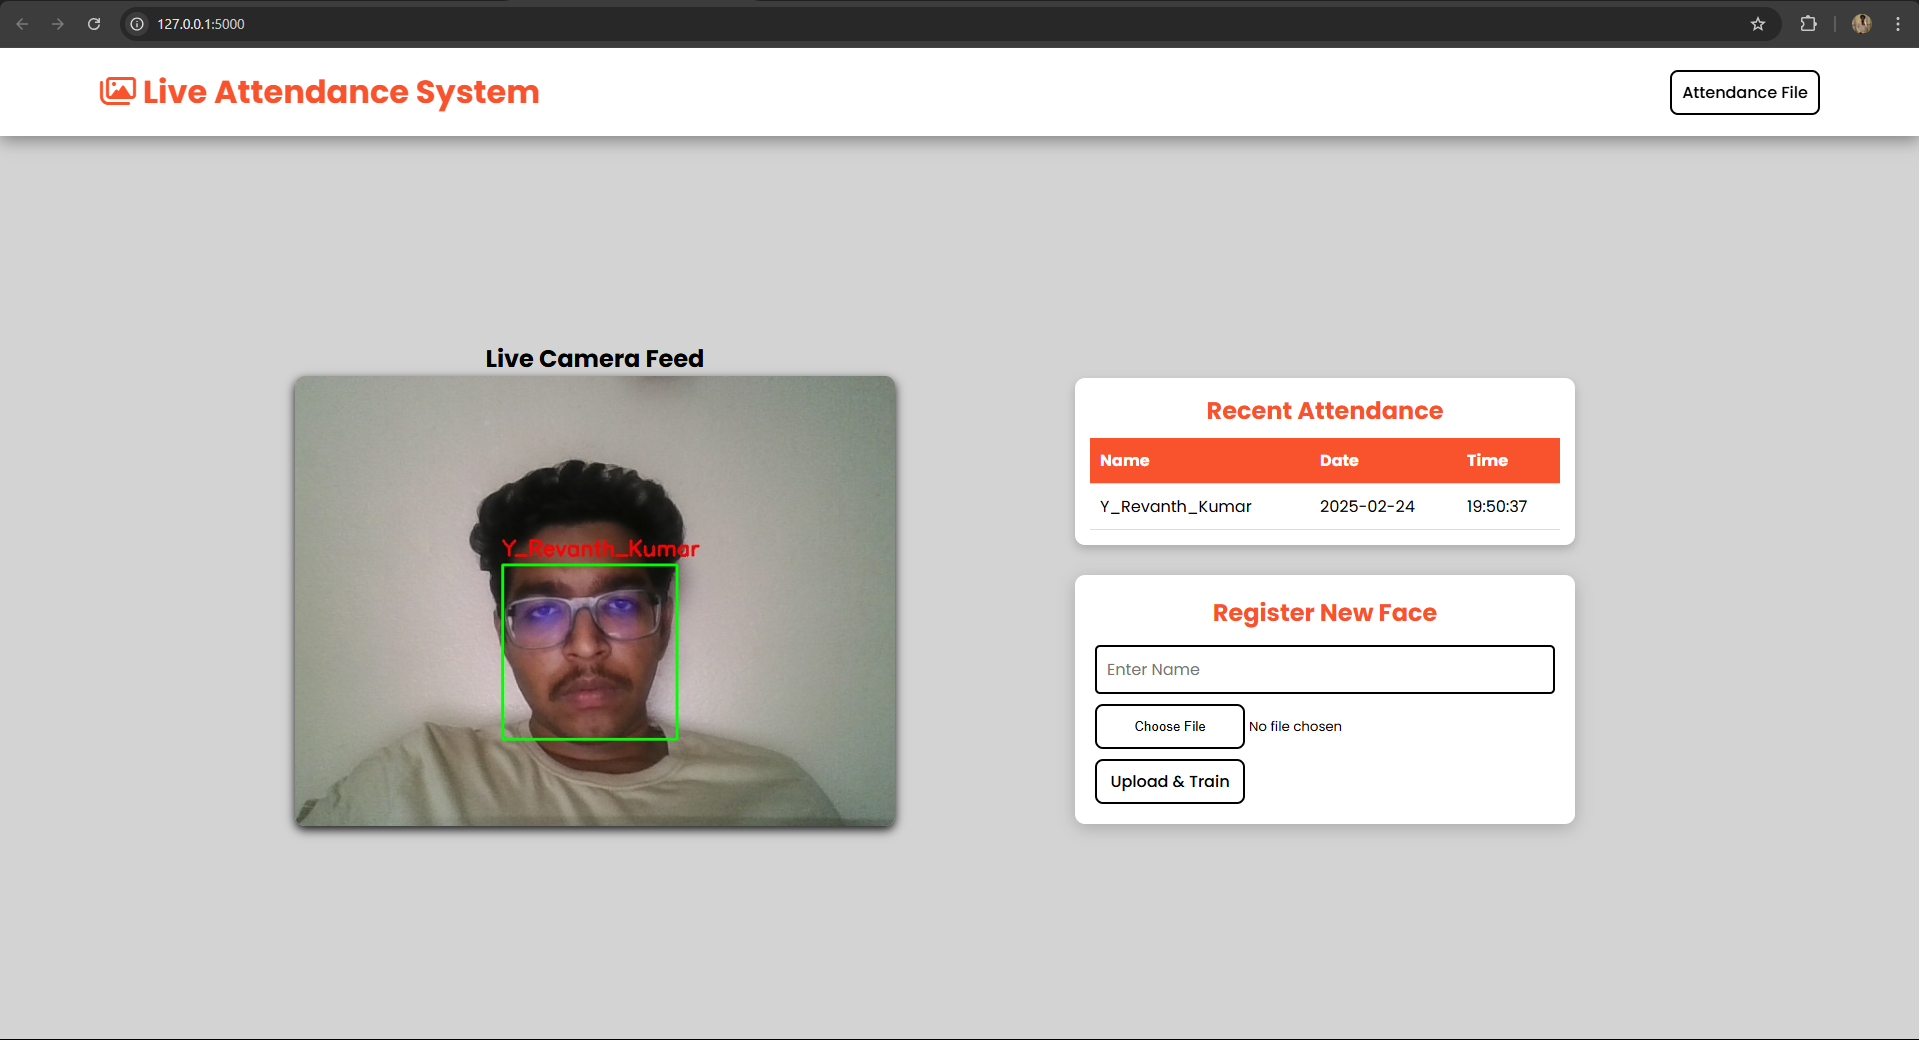 127.0.0.1:5000
Live Attendance System
Attendance File
Live Camera Feed
Y_Revanth_Kumar
Recent Attendance
Name Date Time
Y_Revanth_Kumar 2025-02-24 19:50:37
Register New Face
Enter Name
Choose File No file chosen
Upload & Train